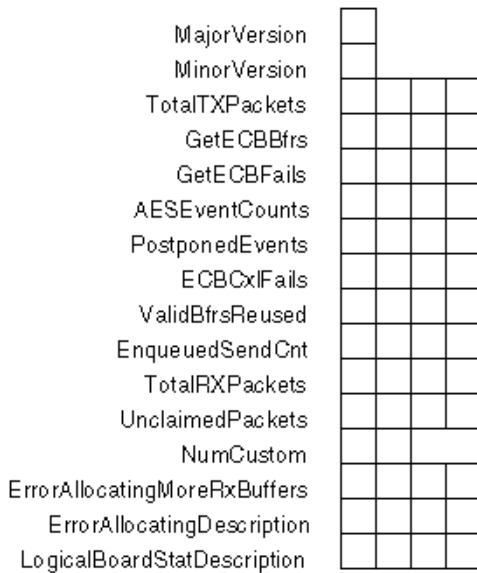 MajorVersion
MinorVersion
TotalTXPackets
GetECBBfrs
GetECBFails
AESEventCounts
PostponedEvents
ECBCxlFails
ValidBfrsReused
EnqueuedSendCnt
TotalRXPackets
UnclaimedPackets
NumCustom
ErrorAllocatingMoreRxBuffers
ErrorAllocatingDescription
LogicalBoardStatDescription